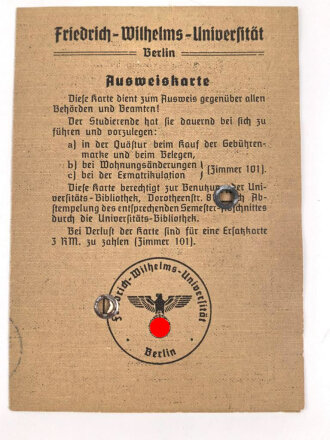 Friedrich-Wilhelms-Universität
Berlin
Ausweiskarte
Diese Karte dient zum Ausweis gegenüber allen
Behörden und Beamten!
Der Studierende hat sie dauernd bei sich zu
führen und vorzulegen:
a) in der Quästur beim Kauf der Gebühren-
marke und beim Belegen,
b) bei Wohnungsänderungen
c) bei der Exmatrikulation } (Zimmer 101).
Diese Karte berechtigt zur Benutzung der Uni-
versitäts-Bibliothek, Dorotheenstr. 8 Ab-
stempelung des entsprechenden Semester-Abschnittes
durch die Universitäts-Bibliothek.
Bei Verlust der Karte sind für eine Ersatzkarte
3 RM. zu zahlen (Zimmer 101).
Friedrich-Wilhelms-Universität
· Berlin ·